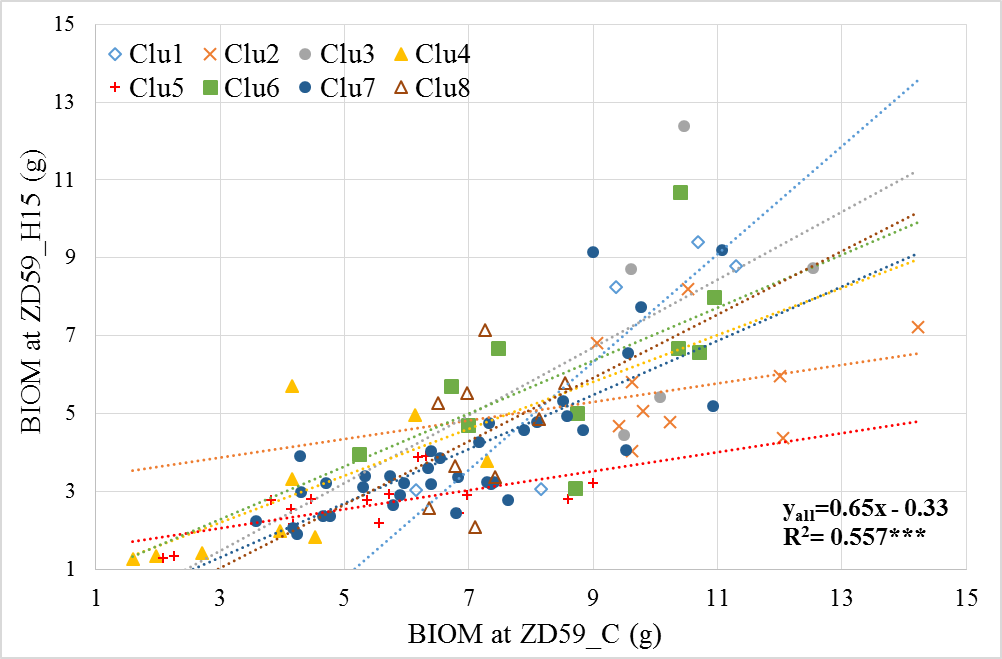 15
13
11
9
7
5
3
1
BIOM at ZD59_H15 (g)
Clu1 Clu2 Clu3 Clu4
Clu5 Clu6 Clu7 Clu8
yall=0.65x - 0.33
R2= 0.557***
1 3 5 7 9 11 13 15
BIOM at ZD59_C (g)